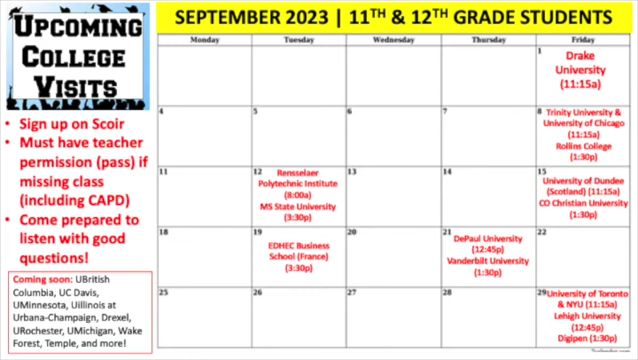 UPCOMING
COLLEGE
VISITS
• Sign up on Scoir
• Must have teacher
permission (pass) if
missing class
(including CAPD)
• Come prepared to
listen with good
questions!
Coming soon: UBritish
Columbia, UC Davis,
UMinnesota, Uillinois at
Urbana-Champaign, Drexel,
URochester, UMichigan, Wake
Forest, Temple, and more!
SEPTEMBER 2023 | 11TH & 12TH GRADE STUDENTS
Monday Tuesday Wednesday Thursday Friday
1
Drake
University
(11:15a)
4 5 6 7 8
Trinity University &
University of Chicago
(11:15a)
Rollins College
(1:30p)
11 12 13 14 15
Rensselaer
Polytechnic Institute
(8:00a)
MS State University
(3:30p)
University of Dundee
(Scotland) (11:15a)
CO Christian University
(1:30p)
18 19 20 21 22
EDHEC Business
School (France)
(3:30p)
DePaul University
(12:45p)
Vanderbilt University
(1:30p)
25 26 27 28 29
University of Toronto
& NYU (11:15a)
Lehigh University
(12:45p)
Digipen (1:30p)